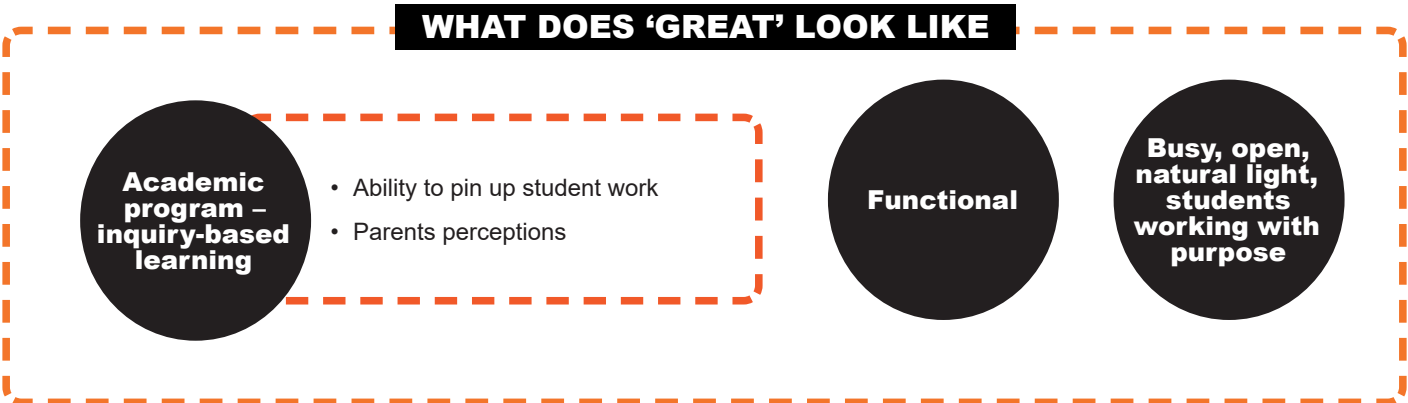 WHAT DOES ‘GREAT’ LOOK LIKE
Academic
program –
inquiry-based
learning
• Ability to pin up student work
• Parents perceptions
Functional
Busy, open,
natural light,
students
working with
purpose